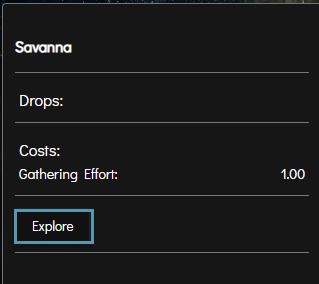 Savanna
Drops:
Costs:
Gathering Effort: 1.00
Explore